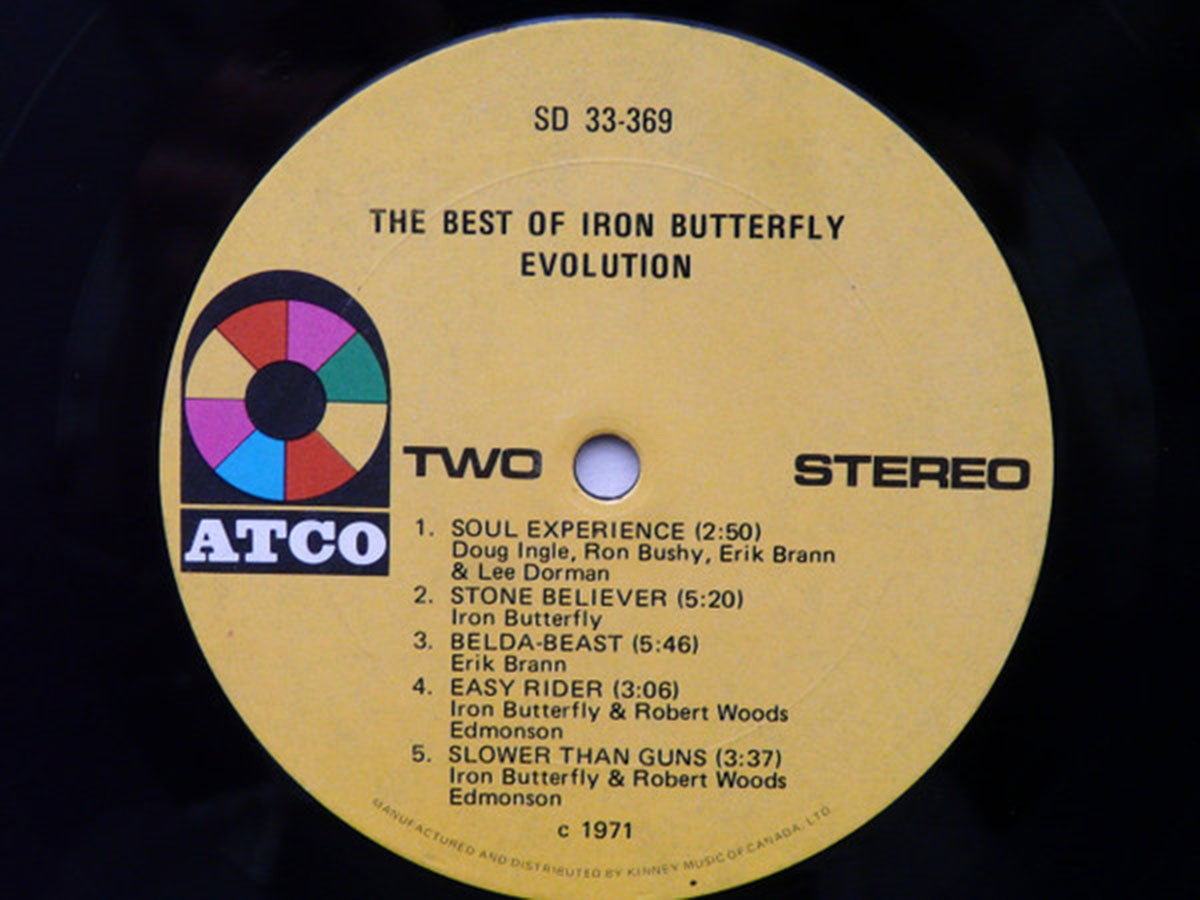 SD 33-369
THE BEST OF IRON BUTTERFLY
EVOLUTION
ATCO
TWO
STEREO
1. SOUL EXPERIENCE (2:50)
Doug Ingle, Ron Bushy, Erik Brann
& Lee Dorman
2. STONE BELIEVER (5:20)
Iron Butterfly
3. BELDA-BEAST (5:46)
Erik Brann
4. EASY RIDER (3:06)
Iron Butterfly & Robert Woods
Edmonson
5. SLOWER THAN GUNS (3:37)
Iron Butterfly & Robert Woods
Edmonson
c 1971
MANUFACTURED AND DISTRIBUTED BY KINNEY MUSIC OF CANADA, LTD.